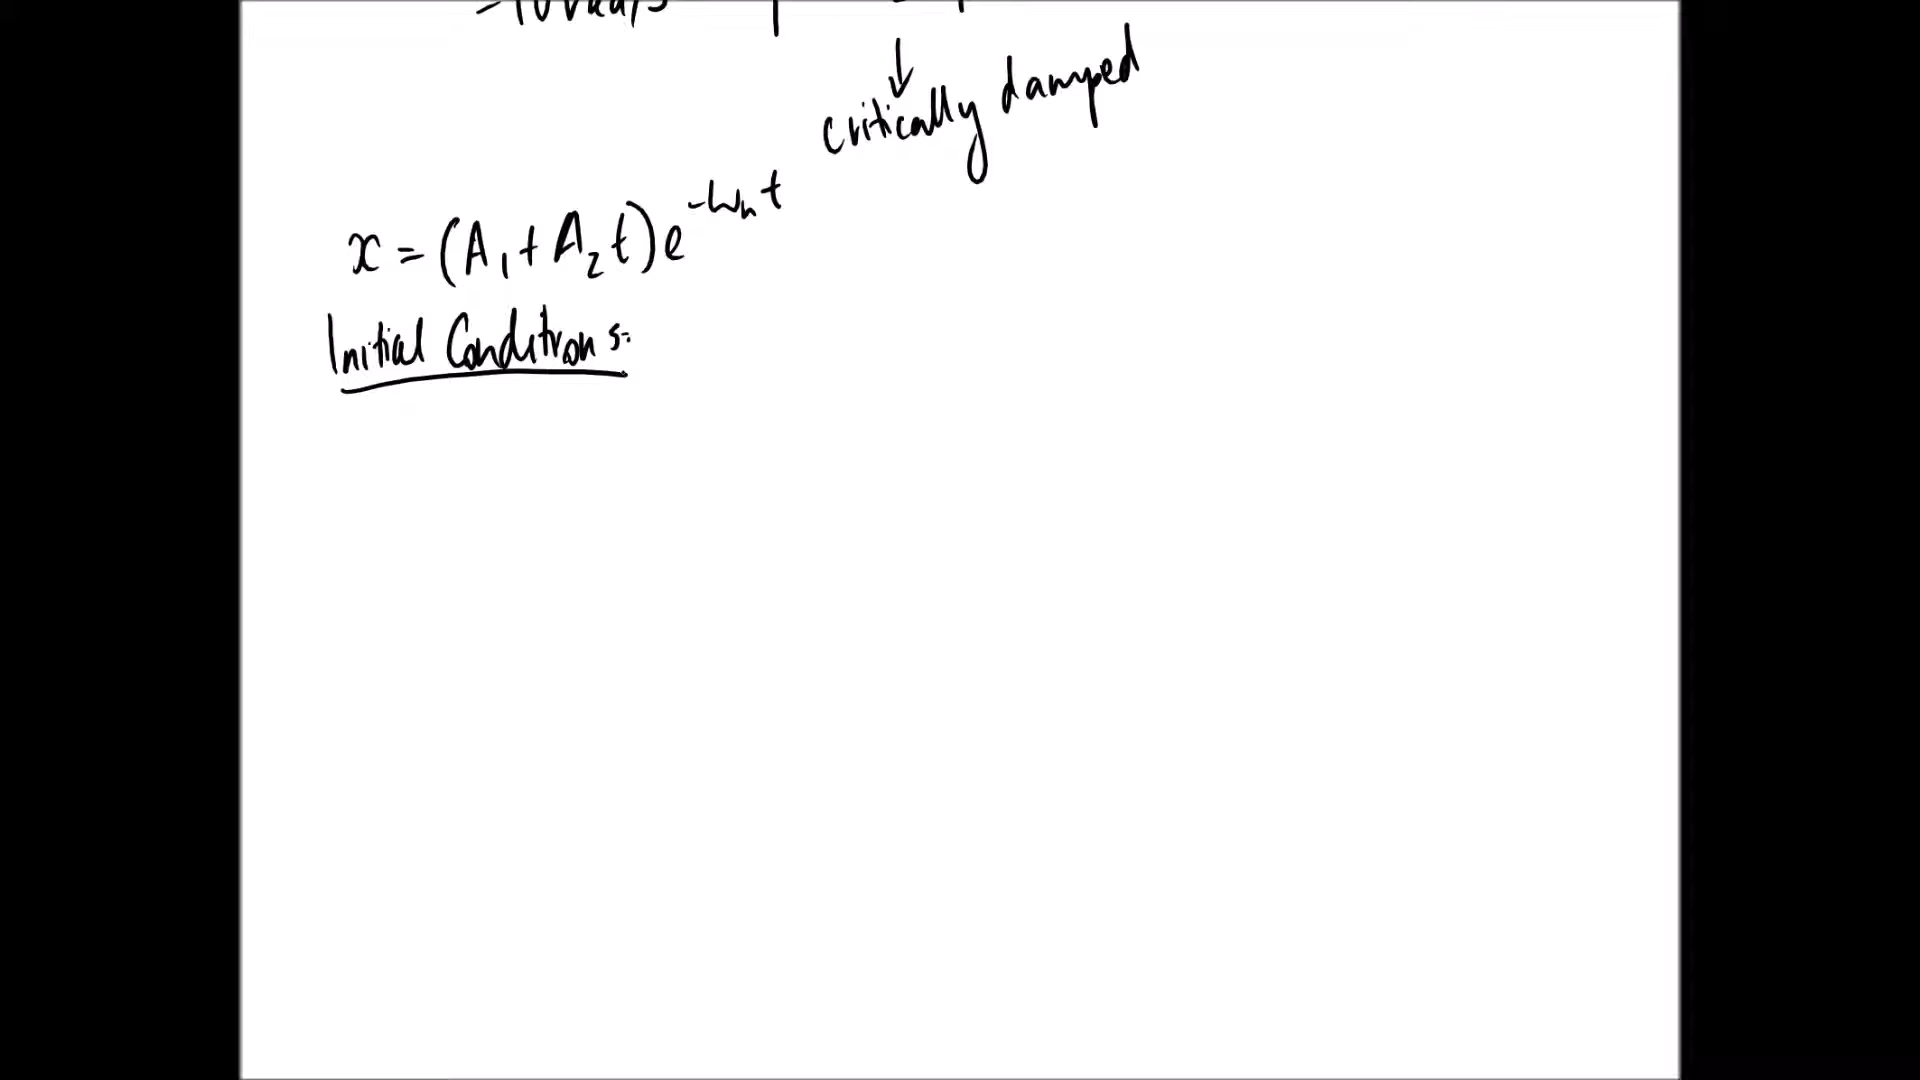 critically damped
x = (A₁ + A₂t)e^{-ωₙt}
Initial Conditions: